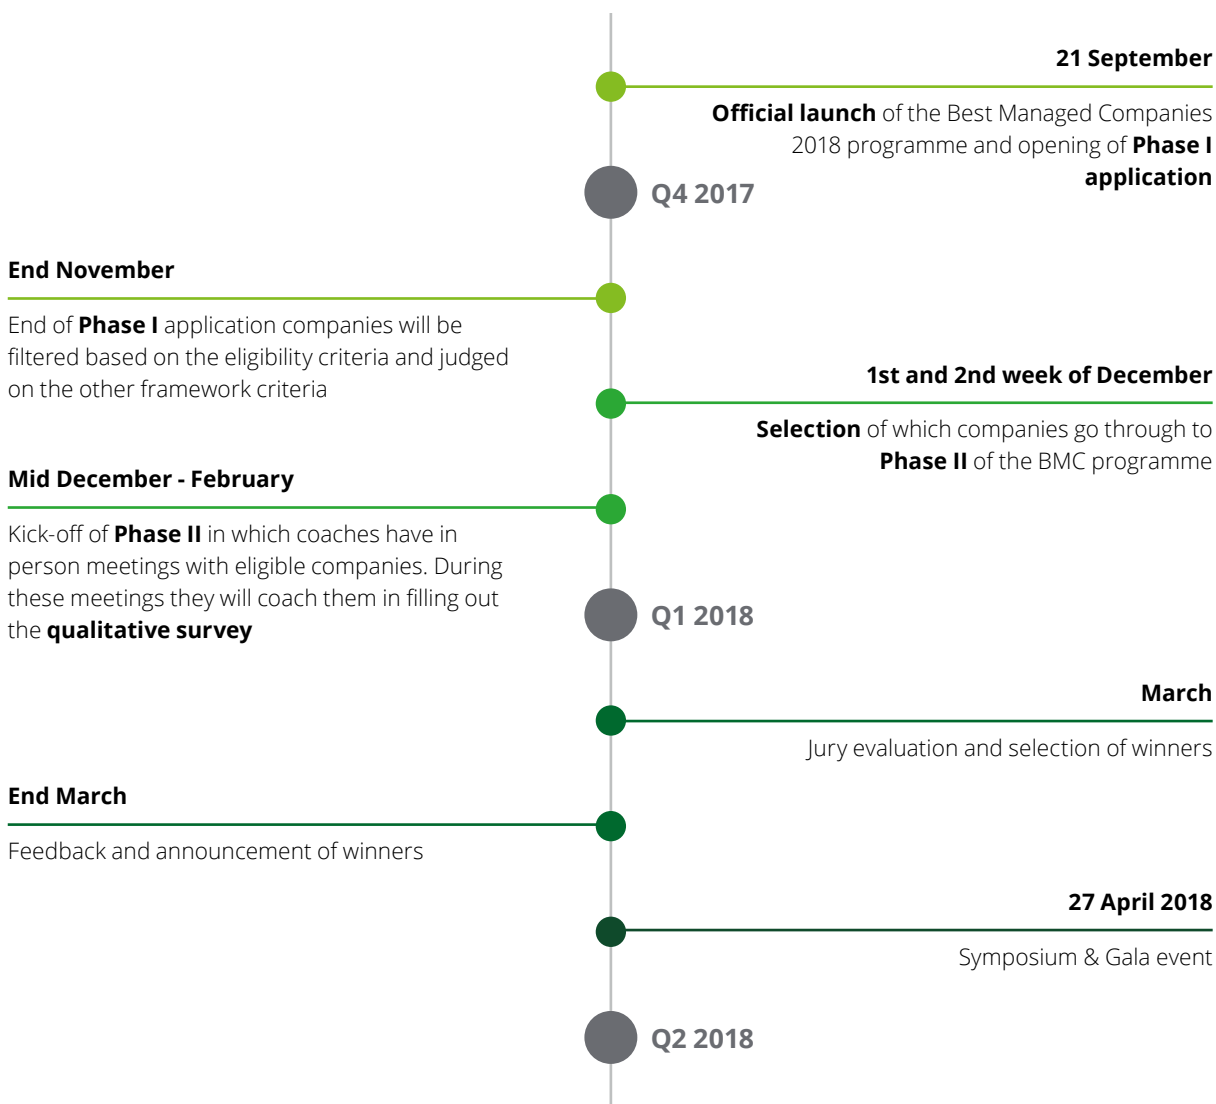 21 September
Official launch of the Best Managed Companies
2018 programme and opening of Phase I
application
Q4 2017
End November
End of Phase I application companies will be
filtered based on the eligibility criteria and judged
on the other framework criteria
1st and 2nd week of December
Selection of which companies go through to
Phase II of the BMC programme
Mid December - February
Kick-off of Phase II in which coaches have in
person meetings with eligible companies. During
these meetings they will coach them in filling out
the qualitative survey
Q1 2018
March
Jury evaluation and selection of winners
End March
Feedback and announcement of winners
27 April 2018
Symposium & Gala event
Q2 2018